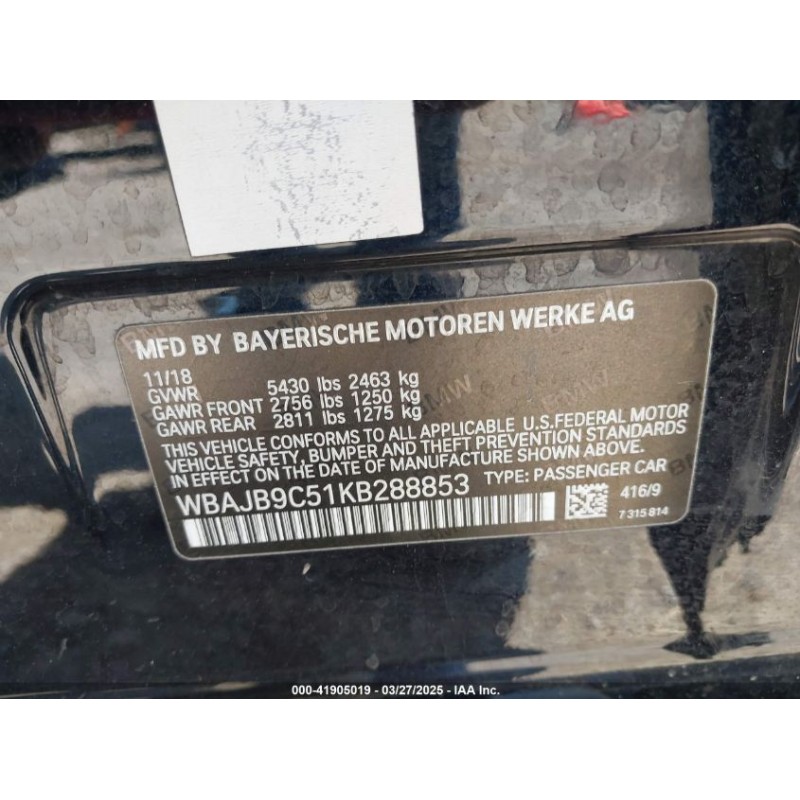 MFD BY BAYERISCHE MOTOREN WERKE AG
11/18
GVWR 5430 lbs 2463 kg
GAWR FRONT 2756 lbs 1250 kg
GAWR REAR 2811 lbs 1275 kg
THIS VEHICLE CONFORMS TO ALL APPLICABLE U.S.FEDERAL MOTOR
VEHICLE SAFETY, BUMPER AND THEFT PREVENTION STANDARDS
IN EFFECT ON THE DATE OF MANUFACTURE SHOWN ABOVE.
WBAJB9C51KB288853 TYPE: PASSENGER CAR
416/9
7 315 814
000-41905019 - 03/27/2025 - IAA Inc.